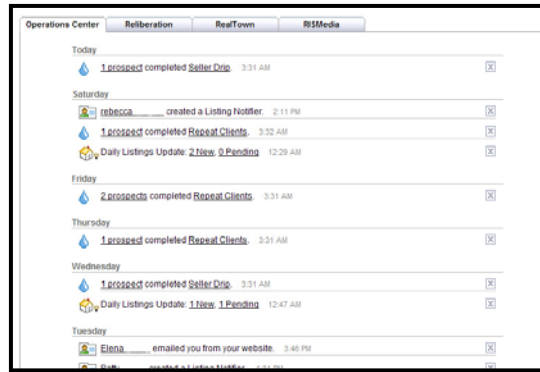 Operations Center Reliberation RealTown RISMedia
Today
1 prospect completed Seller Drip. 3:31 AM
Saturday
rebecca created a Listing Notifier. 2:11 PM
1 prospect completed Repeat Clients. 3:32 AM
Daily Listings Update: 2 New, 0 Pending 12:29 AM
Friday
2 prospects completed Repeat Clients. 3:31 AM
Thursday
1 prospect completed Repeat Clients. 3:31 AM
Wednesday
1 prospect completed Seller Drip. 3:31 AM
Daily Listings Update: 1 New, 1 Pending 12:47 AM
Tuesday
Elena emailed you from your website. 3:46 PM
created a Listing Notifier.